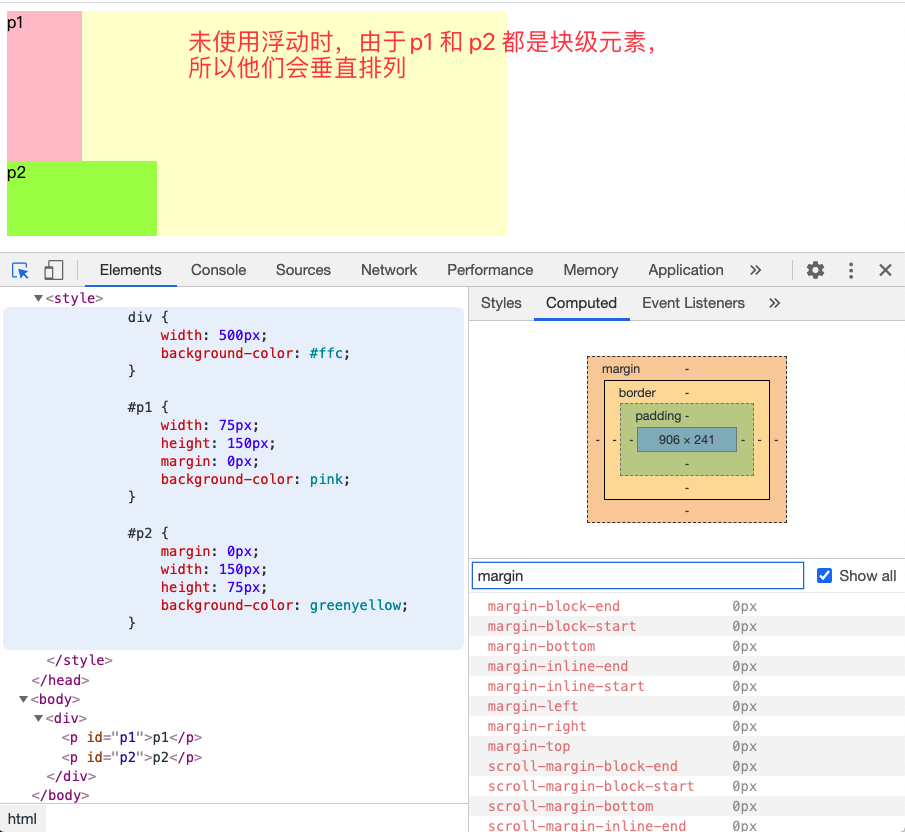 p1
未使用浮动时，由于p1 和 p2 都是块级元素，
所以他们会垂直排列
p2
Elements Console Sources Network Performance Memory Application »
<style>
div {
width: 500px;
background-color: #ffc;
}
#p1 {
width: 75px;
height: 150px;
margin: 0px;
background-color: pink;
}
#p2 {
margin: 0px;
width: 150px;
height: 75px;
background-color: greenyellow;
}
</style>
</head>
<body>
<div>
<p id="p1">p1</p>
<p id="p2">p2</p>
</div>
</body>
html
Styles Computed Event Listeners »
margin -
border -
padding -
- - - 906 × 241 - - -
-
-
-
margin Show all
margin-block-end 0px
margin-block-start 0px
margin-bottom 0px
margin-inline-end 0px
margin-inline-start 0px
margin-left 0px
margin-right 0px
margin-top 0px
scroll-margin-block-end 0px
scroll-margin-block-start 0px
scroll-margin-bottom 0px
scroll-margin-inline-end 0px